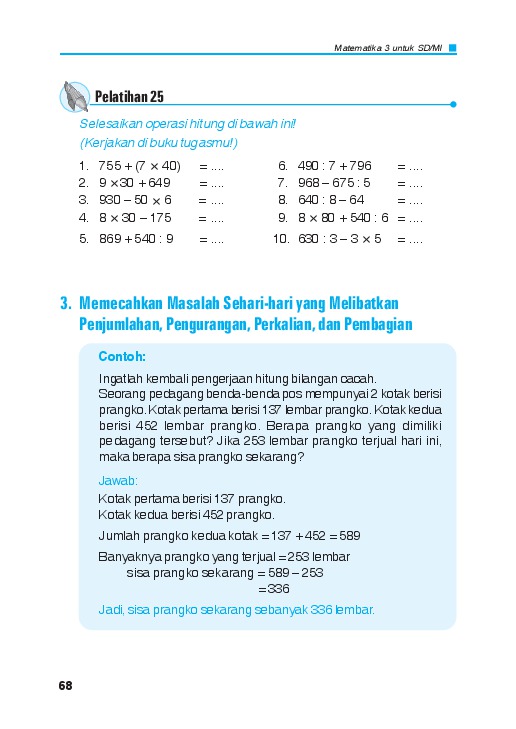 Matematika 3 untuk SD/MI
Pelatihan 25
Selesaikan operasi hitung di bawah ini!
(Kerjakan di buku tugasmu!)
1. 755 + (7 × 40) = ....
2. 9 × 30 + 649 = ....
3. 930 – 50 × 6 = ....
4. 8 × 30 – 175 = ....
5. 869 + 540 : 9 = ....
6. 490 : 7 + 796 = ....
7. 968 – 675 : 5 = ....
8. 640 : 8 – 64 = ....
9. 8 × 80 + 540 : 6 = ....
10. 630 : 3 – 3 × 5 = ....
3. Memecahkan Masalah Sehari-hari yang Melibatkan
Penjumlahan, Pengurangan, Perkalian, dan Pembagian
Contoh:
Ingatlah kembali pengerjaan hitung bilangan cacah.
Seorang pedagang benda-benda pos mempunyai 2 kotak berisi
prangko. Kotak pertama berisi 137 lembar prangko. Kotak kedua
berisi 452 lembar prangko. Berapa prangko yang dimiliki
pedagang tersebut? Jika 253 lembar prangko terjual hari ini,
maka berapa sisa prangko sekarang?
Jawab:
Kotak pertama berisi 137 prangko.
Kotak kedua berisi 452 prangko.
Jumlah prangko kedua kotak = 137 + 452 = 589
Banyaknya prangko yang terjual = 253 lembar
sisa prangko sekarang = 589 – 253
= 336
Jadi, sisa prangko sekarang sebanyak 336 lembar.
68